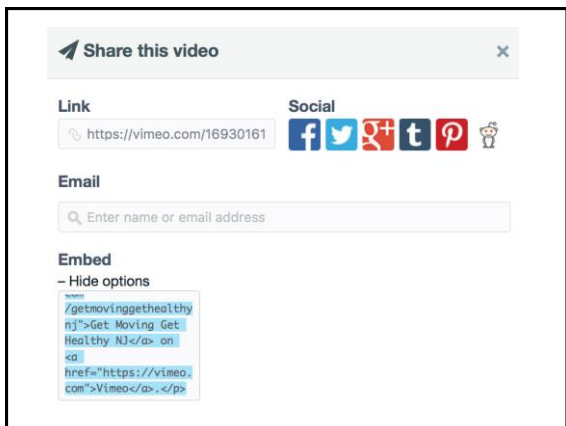 Share this video
×
Link
Social
https://vimeo.com/16930161
f g+ t p
Email
Enter name or email address
Embed
– Hide options
com
/getmovinggethealthy
nj">Get Moving Get
Healthy NJ</a> on
<a
href="https://vimeo.
com">Vimeo</a>.</p>